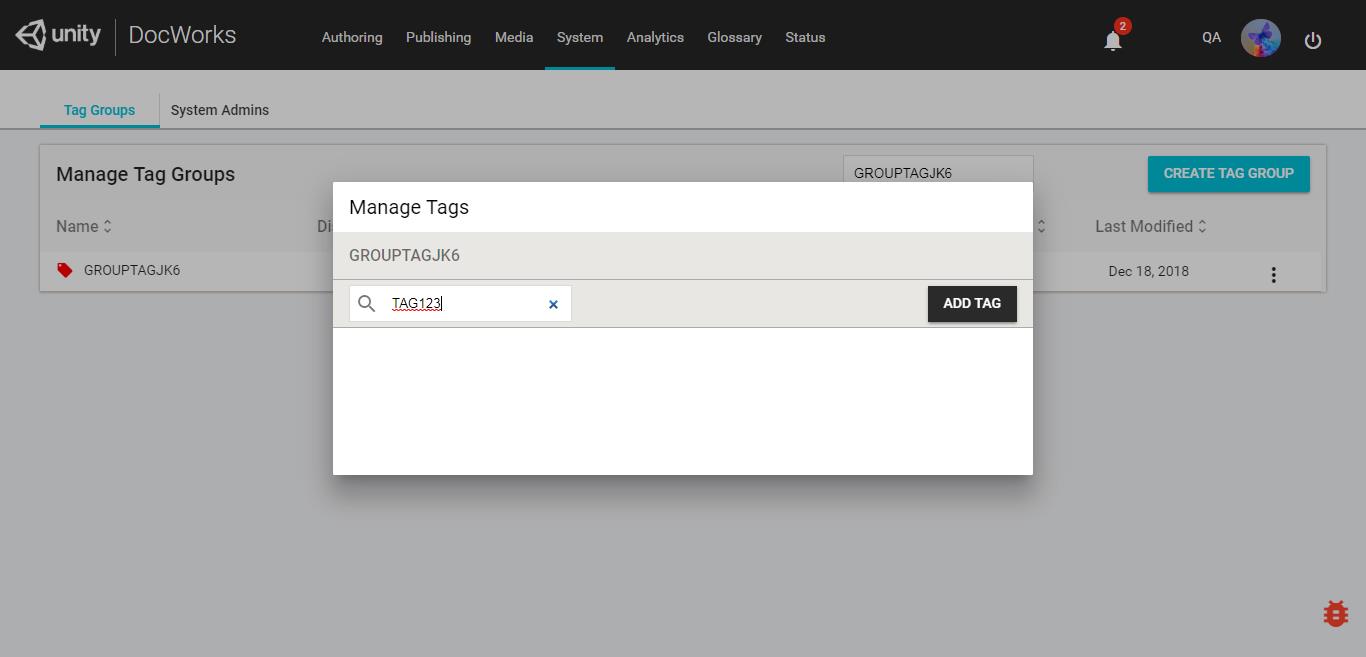 unity DocWorks Authoring Publishing Media System Analytics Glossary Status 2 QA
Tag Groups System Admins
Manage Tag Groups GROUPTAGJK6 CREATE TAG GROUP
Name Di Last Modified
GROUPTAGJK6 Dec 18, 2018
Manage Tags
GROUPTAGJK6
TAG123 × ADD TAG